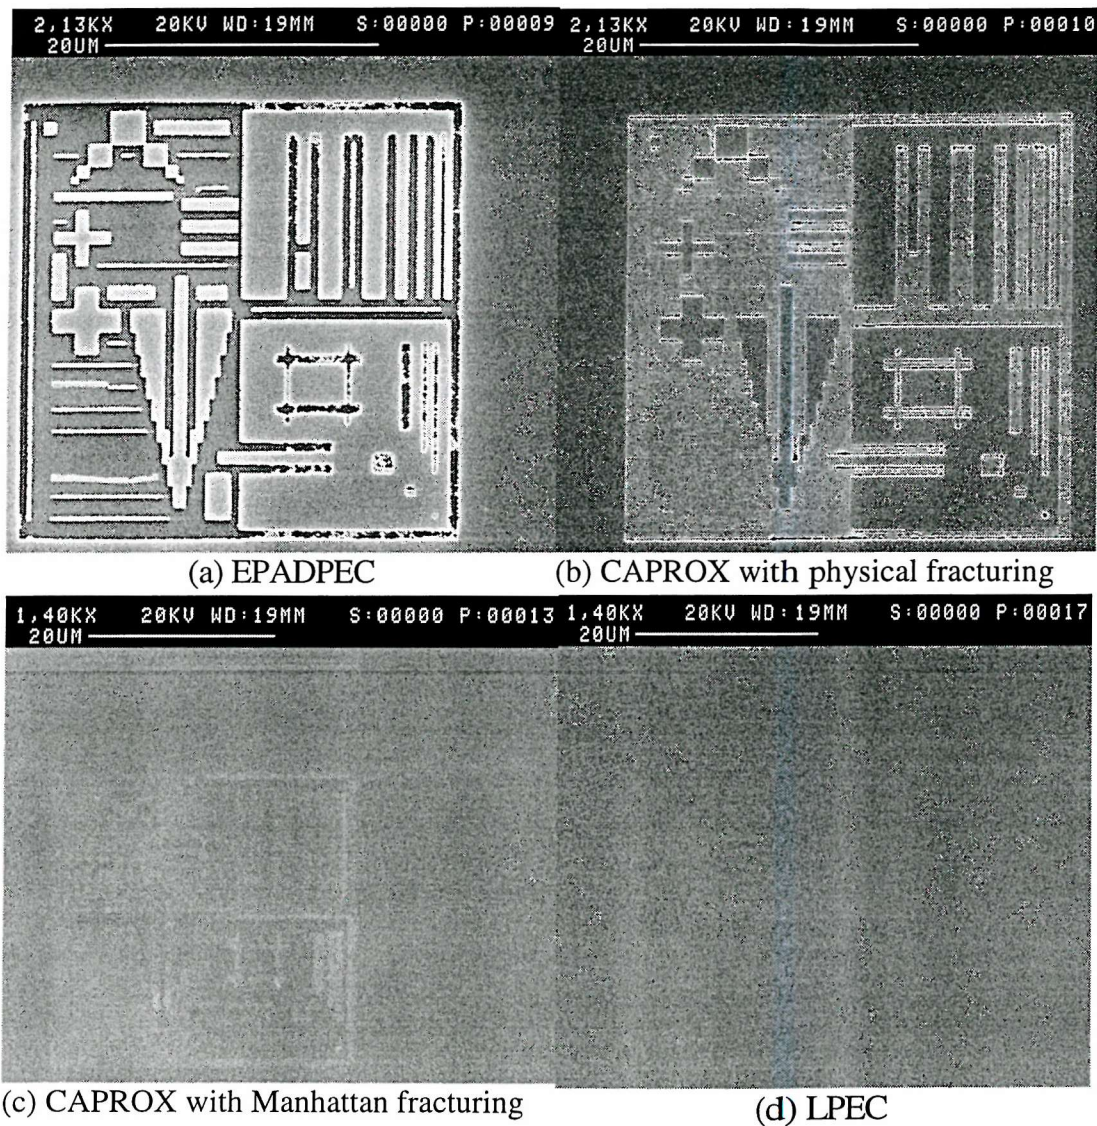 2,13KX 20KV WD:19MM S:00000 P:00009
20UM
2,13KX 20KV WD:19MM S:00000 P:00010
20UM
(a) EPADPEC
(b) CAPROX with physical fracturing
1,40KX 20KV WD:19MM S:00000 P:00013
20UM
1,40KX 20KV WD:19MM S:00000 P:00017
20UM
(c) CAPROX with Manhattan fracturing
(d) LPEC